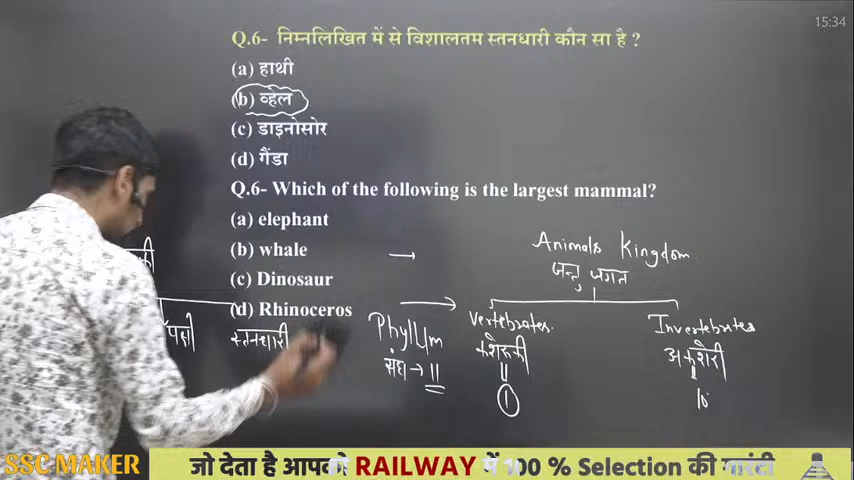 15:34
Q.6- निम्नलिखित में से विशालतम स्तनधारी कौन सा है ?
(a) हाथी
(b) व्हेल
(c) डाइनोसोर
(d) गैंडा
Q.6- Which of the following is the largest mammal?
(a) elephant
(b) whale →
(c) Dinosaur
(d) Rhinoceros
Animals Kingdom
जन्तु जगत
Phyllum
संघ → 11
Vertebrates
कशेरुकी
1
Invertebrates
अकशेरुकी
10
पक्षी
स्तनधारी
SSC MAKER
जो देता है आपको RAILWAY में 100 % Selection की गारंटी